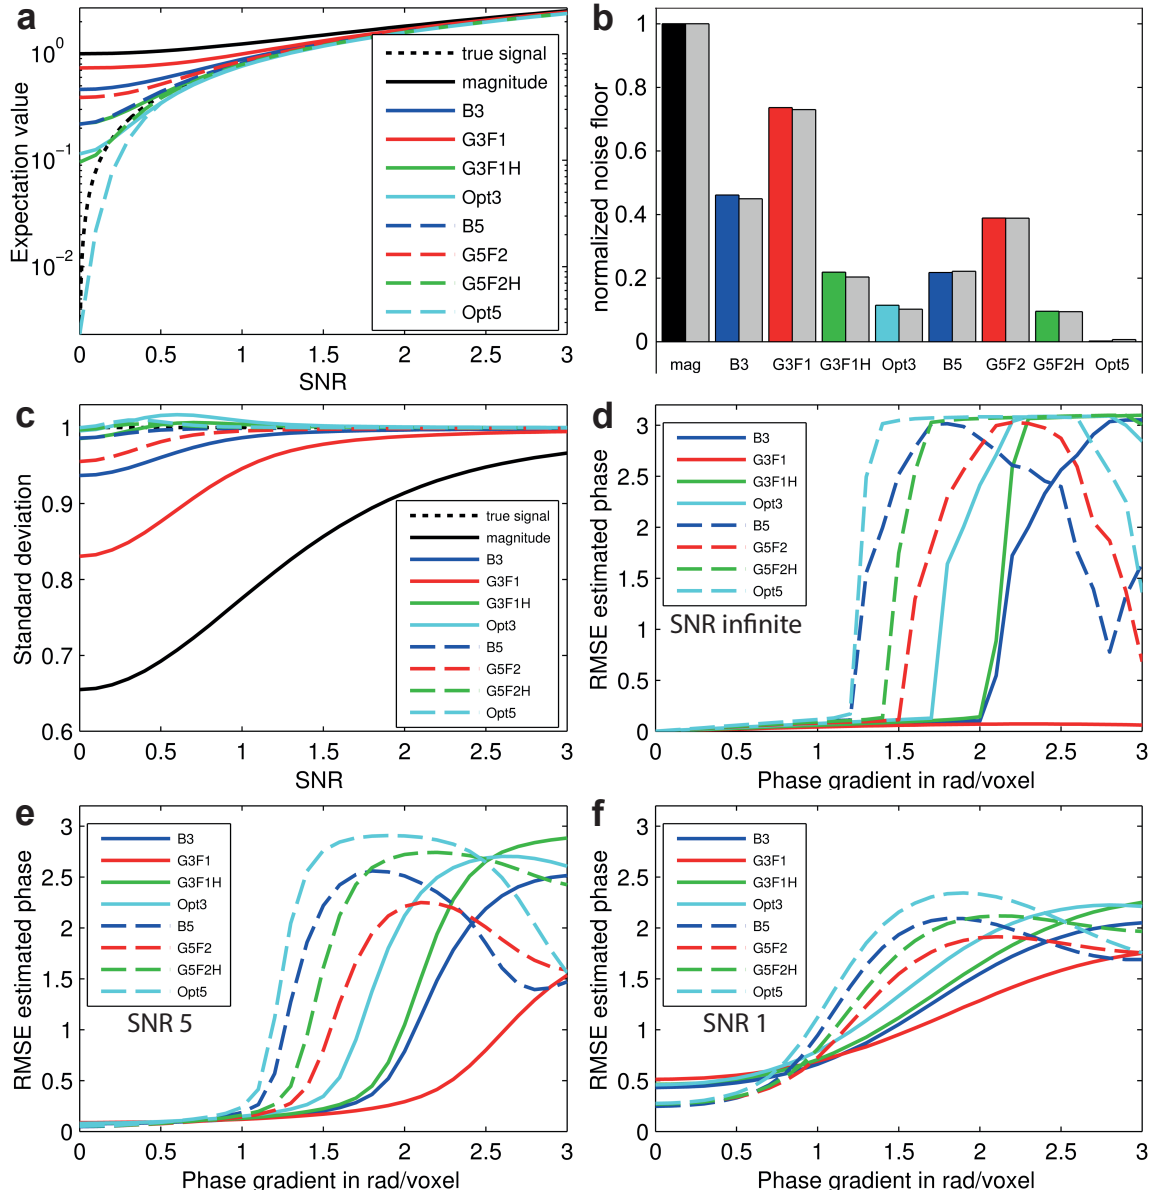 a
Expectation value
10^0
10^−1
10^−2
true signal
magnitude
B3
G3F1
G3F1H
Opt3
B5
G5F2
G5F2H
Opt5
0 0.5 1 1.5 2 2.5 3
SNR
b
normalized noise floor
1
0.8
0.6
0.4
0.2
0
mag B3 G3F1 G3F1H Opt3 B5 G5F2 G5F2H Opt5
c
Standard deviation
1
0.9
0.8
0.7
0.6
true signal
magnitude
B3
G3F1
G3F1H
Opt3
B5
G5F2
G5F2H
Opt5
0 0.5 1 1.5 2 2.5 3
SNR
d
RMSE estimated phase
3
2.5
2
1.5
1
0.5
0
B3
G3F1
G3F1H
Opt3
B5
G5F2
G5F2H
Opt5
SNR infinite
0 0.5 1 1.5 2 2.5 3
Phase gradient in rad/voxel
e
RMSE estimated phase
3
2.5
2
1.5
1
0.5
0
B3
G3F1
G3F1H
Opt3
B5
G5F2
G5F2H
Opt5
SNR 5
0 0.5 1 1.5 2 2.5 3
Phase gradient in rad/voxel
f
RMSE estimated phase
3
2.5
2
1.5
1
0.5
0
B3
G3F1
G3F1H
Opt3
B5
G5F2
G5F2H
Opt5
SNR 1
0 0.5 1 1.5 2 2.5 3
Phase gradient in rad/voxel